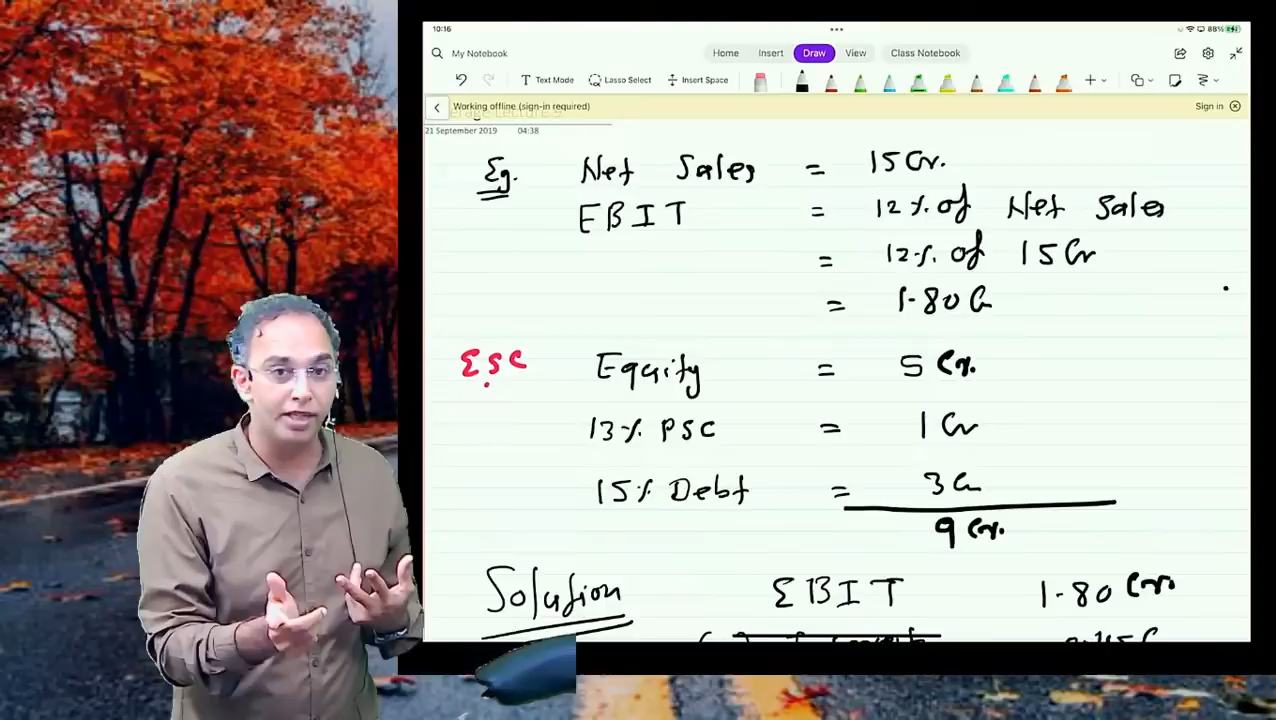 10:16
88%
My Notebook
Home Insert Draw View Class Notebook
Text Mode Lasso Select Insert Space
Working offline (sign-in required) Sign in
21 September 2019 04:38
Eg. Net Sales = 15 Cr.
EBIT = 12% of Net Sales
= 12% of 15 Cr
= 1.80 Cr
ESC Equity = 5 Cr.
13% PSC = 1 Cr
15% Debt = 3 Cr
9 Cr.
Solution EBIT 1.80 Cr.